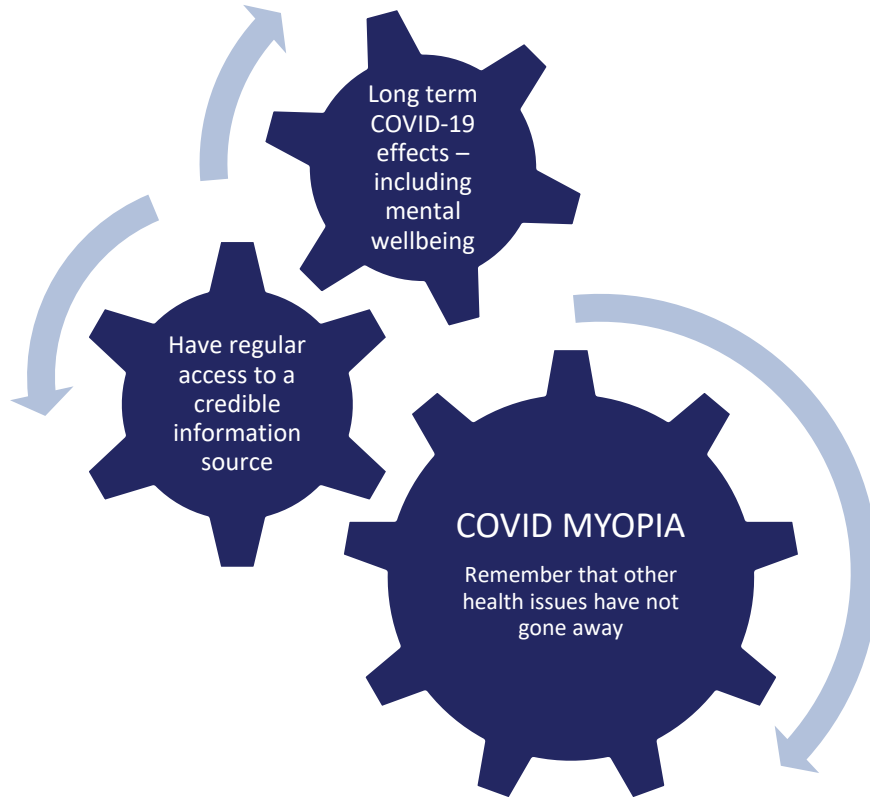 Long term
COVID-19
effects –
including
mental
wellbeing
Have regular
access to a
credible
information
source
COVID MYOPIA
Remember that other
health issues have not
gone away